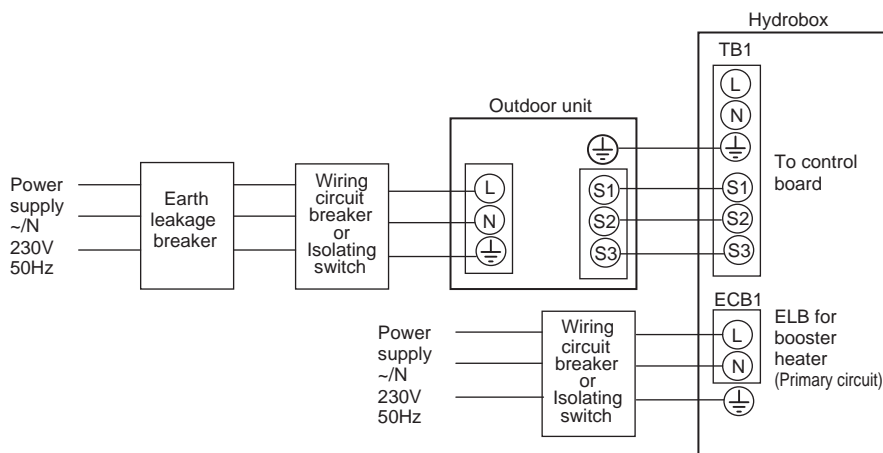 Hydrobox
TB1
L
N
Outdoor unit
S1
S2
S3
To control
board
Power
supply
~/N
230V
50Hz
Earth
leakage
breaker
Wiring
circuit
breaker
or
Isolating
switch
L
N
S1
S2
S3
ECB1
L
N
ELB for
booster
heater
(Primary circuit)
Power
supply
~/N
230V
50Hz
Wiring
circuit
breaker
or
Isolating
switch